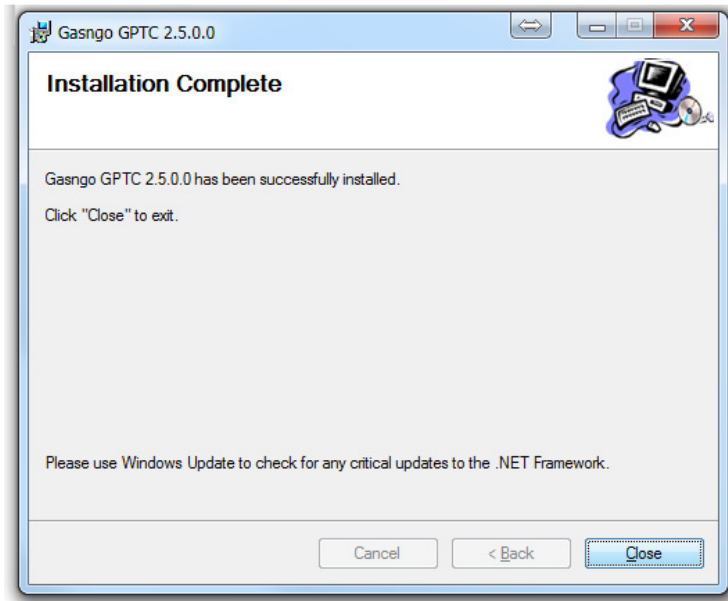 Gasngo GPTC 2.5.0.0
Installation Complete
Gasngo GPTC 2.5.0.0 has been successfully installed.
Click "Close" to exit.
Please use Windows Update to check for any critical updates to the .NET Framework.
Cancel
< Back
Close